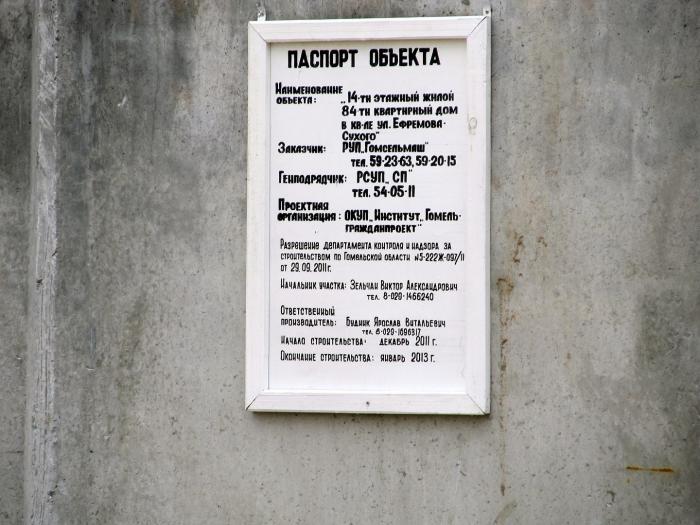 ПАСПОРТ ОБЪЕКТА
НАИМЕНОВАНИЕ
ОБЪЕКТА: „14-ТИ ЭТАЖНЫЙ ЖИЛОЙ
84-ТИ КВАРТИРНЫЙ ДОМ
В КВ-ЛЕ УЛ. ЕФРЕМОВА-
СУХОГО"
ЗАКАЗЧИК: РУП„ГОМСЕЛЬМАШ"
ТЕЛ. 59-23-63, 59-20-15
ГЕНПОДРЯДЧИК: РСУП„СП"
ТЕЛ. 54-05-11
ПРОЕКТНАЯ
ОРГАНИЗАЦИЯ: ОКУП„ИНСТИТУТ„ГОМЕЛЬ-
ГРАЖДАНПРОЕКТ"
РАЗРЕШЕНИЕ ДЕПАРТАМЕНТА КОНТРОЛЯ И НАДЗОРА ЗА
СТРОИТЕЛЬСТВОМ ПО ГОМЕЛЬСКОЙ ОБЛАСТИ №5-222Ж-097/11
ОТ 29.09.2011г.
НАЧАЛЬНИК УЧАСТКА: ЗЕЛЬЧАН ВИКТОР АЛЕКСАНДРОВИЧ
ТЕЛ. 8-029-1466240
ОТВЕТСТВЕННЫЙ
ПРОИЗВОДИТЕЛЬ: БУДНИК ЯРОСЛАВ ВИТАЛЬЕВИЧ
ТЕЛ. 8-029-1696317
НАЧАЛО СТРОИТЕЛЬСТВА: ДЕКАБРЬ 2011 г.
ОКОНЧАНИЕ СТРОИТЕЛЬСТВА: ЯНВАРЬ 2013 г.